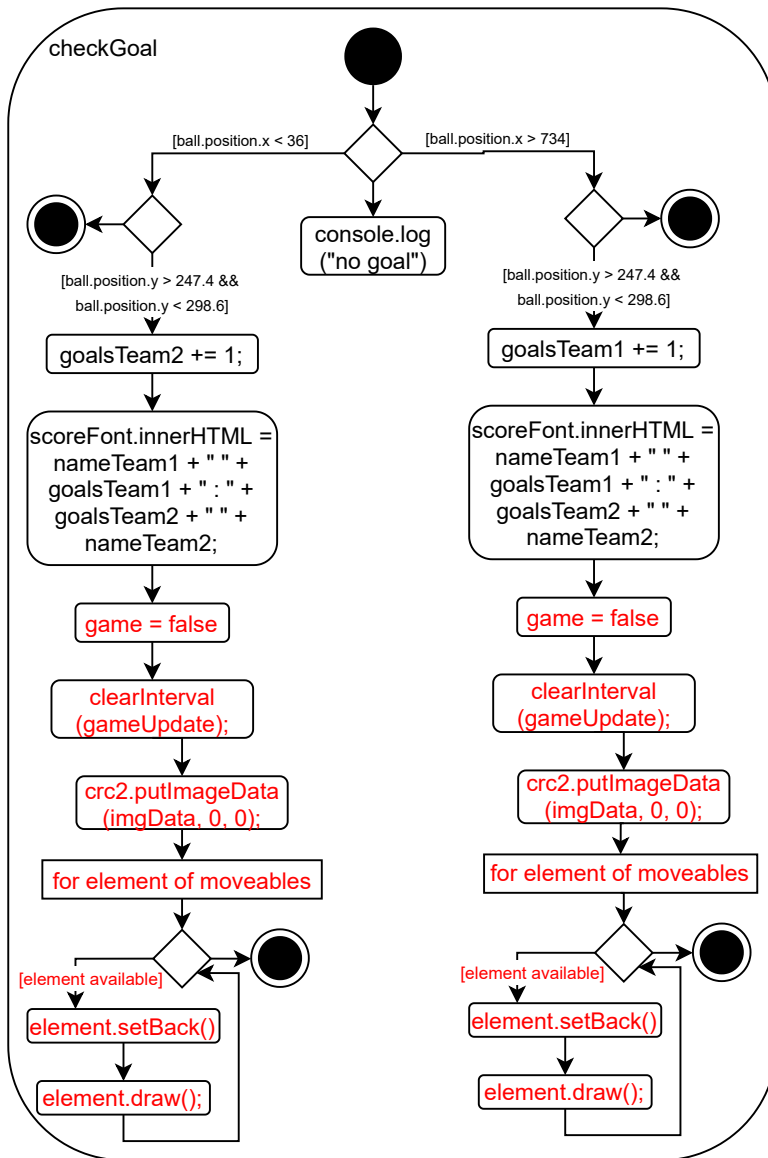 checkGoal
[ball.position.x < 36]
[ball.position.x > 734]
console.log
("no goal")
[ball.position.y > 247.4 &&
ball.position.y < 298.6]
goalsTeam2 += 1;
scoreFont.innerHTML =
nameTeam1 + " " +
goalsTeam1 + " : " +
goalsTeam2 + " " +
nameTeam2;
game = false
clearInterval
(gameUpdate);
crc2.putImageData
(imgData, 0, 0);
for element of moveables
[element available]
element.setBack()
element.draw();
[ball.position.y > 247.4 &&
ball.position.y < 298.6]
goalsTeam1 += 1;
scoreFont.innerHTML =
nameTeam1 + " " +
goalsTeam1 + " : " +
goalsTeam2 + " " +
nameTeam2;
game = false
clearInterval
(gameUpdate);
crc2.putImageData
(imgData, 0, 0);
for element of moveables
[element available]
element.setBack()
element.draw();